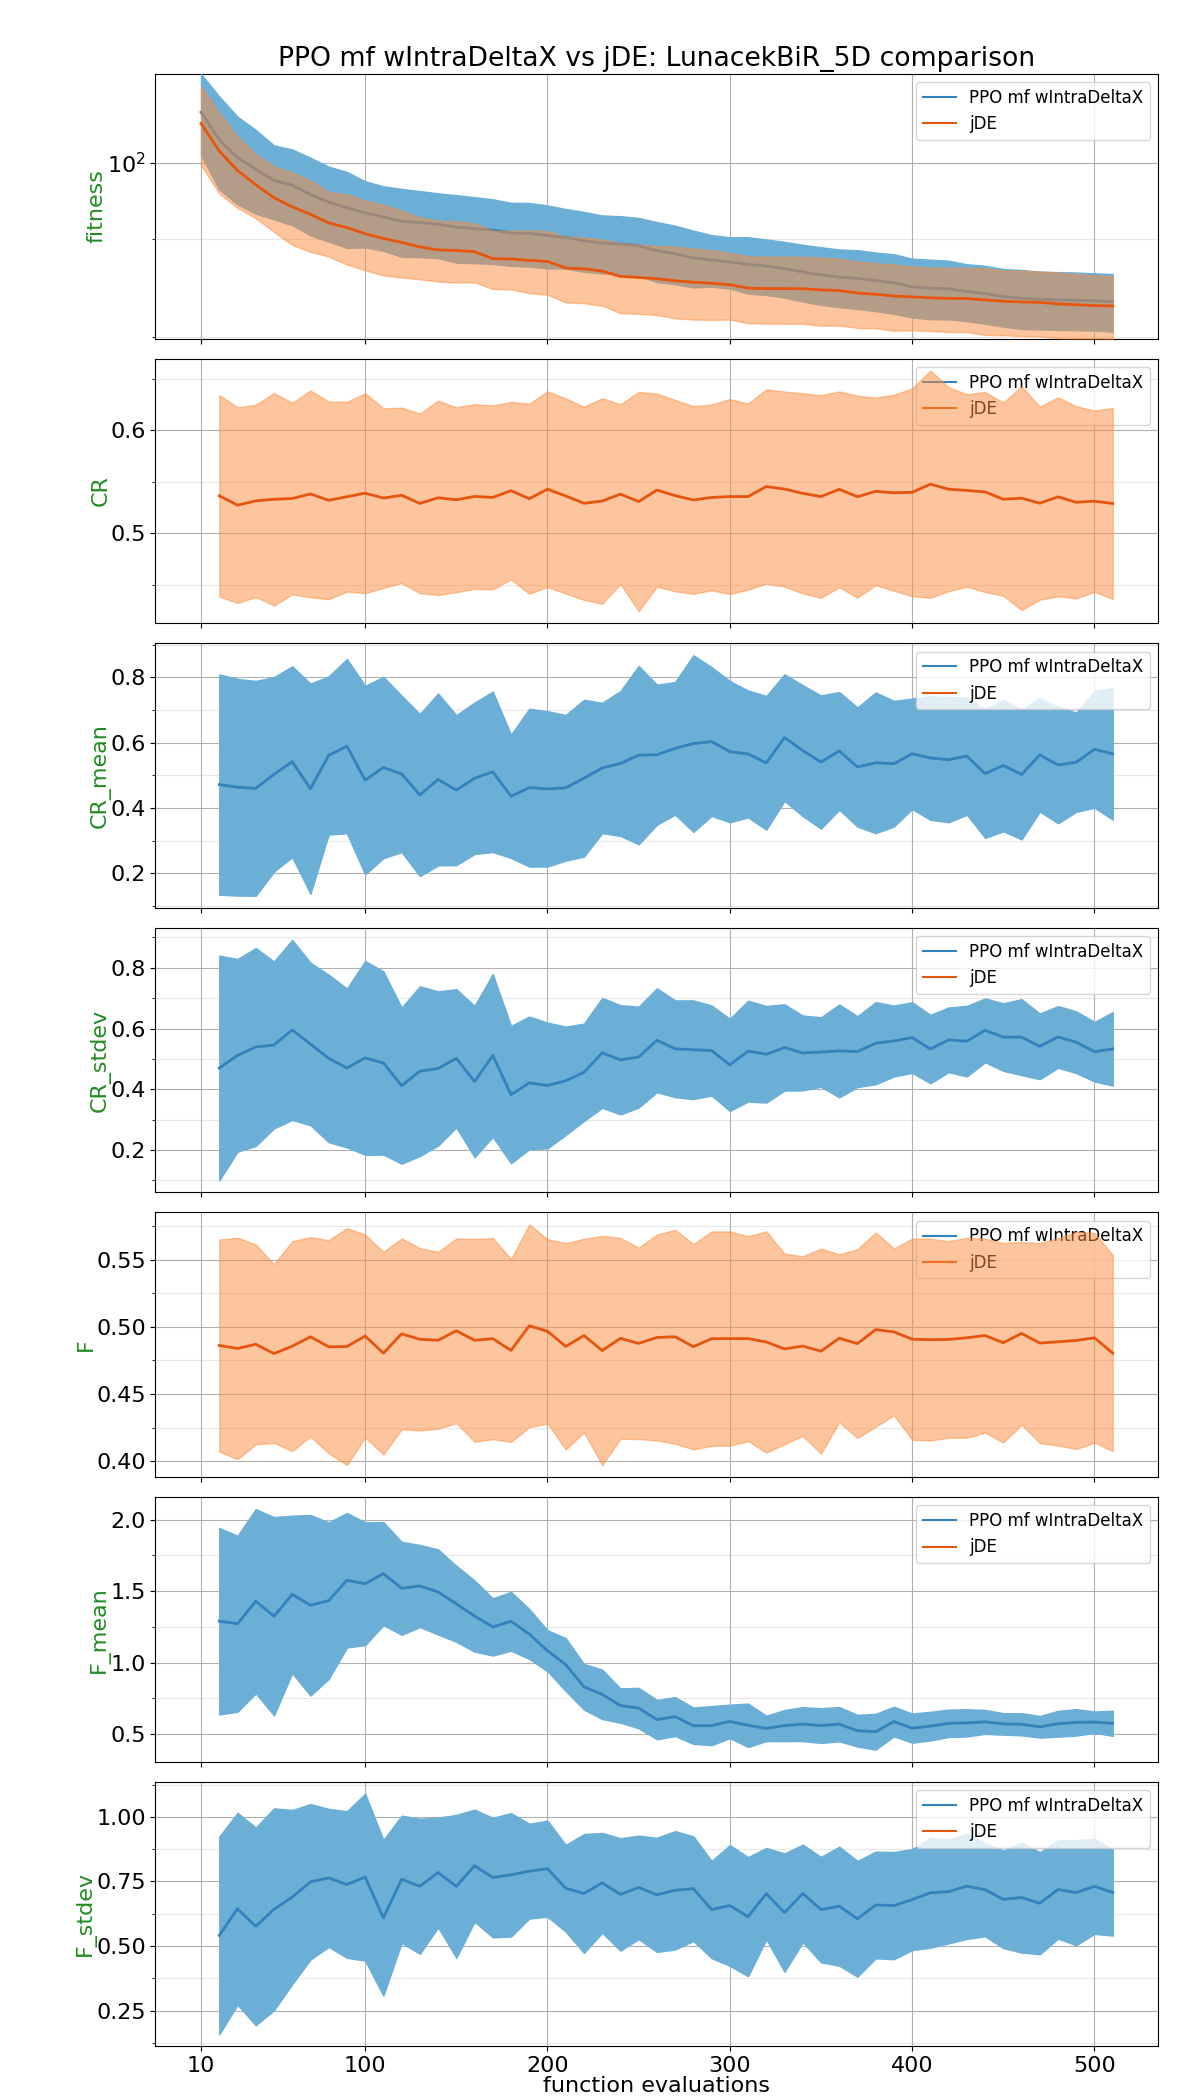 PPO mf wIntraDeltaX vs jDE: LunacekBiR_5D comparison
fitness
10²
PPO mf wIntraDeltaX
jDE
CR
0.6
0.5
PPO mf wIntraDeltaX
jDE
CR_mean
0.8
0.6
0.4
0.2
PPO mf wIntraDeltaX
jDE
CR_stdev
0.8
0.6
0.4
0.2
PPO mf wIntraDeltaX
jDE
F
0.55
0.50
0.45
0.40
PPO mf wIntraDeltaX
jDE
F_mean
2.0
1.5
1.0
0.5
PPO mf wIntraDeltaX
jDE
F_stdev
1.00
0.75
0.50
0.25
PPO mf wIntraDeltaX
jDE
10 100 200 300 400 500
function evaluations